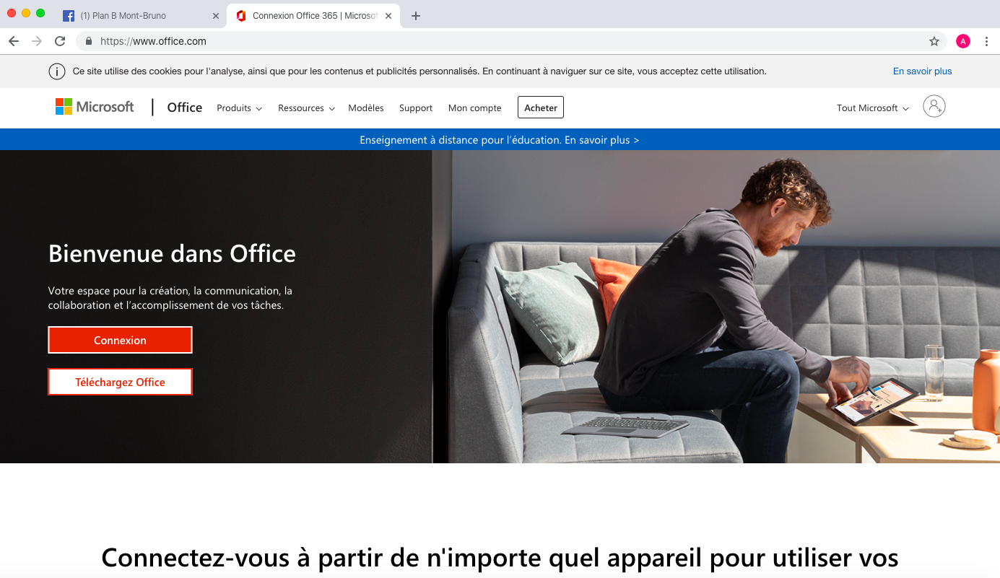 (1) Plan B Mont-Bruno
Connexion Office 365 | Microsof
https://www.office.com
A
Ce site utilise des cookies pour l'analyse, ainsi que pour les contenus et publicités personnalisés. En continuant à naviguer sur ce site, vous acceptez cette utilisation.
En savoir plus
Microsoft
Office
Produits
Ressources
Modèles
Support
Mon compte
Acheter
Tout Microsoft
Enseignement à distance pour l’éducation. En savoir plus >
Bienvenue dans Office
Votre espace pour la création, la communication, la
collaboration et l’accomplissement de vos tâches.
Connexion
Téléchargez Office
Connectez-vous à partir de n'importe quel appareil pour utiliser vos